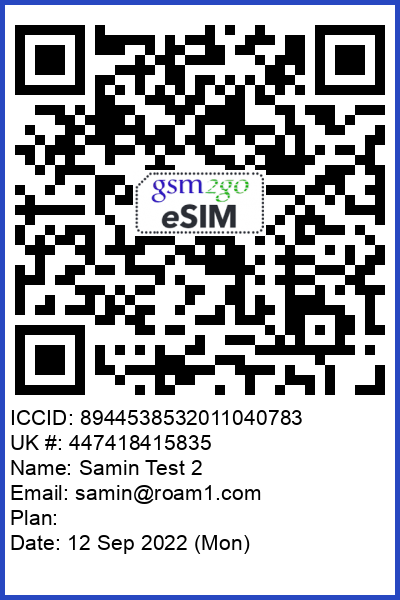 gsm2go
eSIM
ICCID: 8944538532011040783
UK #: 447418415835
Name: Samin Test 2
Email: samin@roam1.com
Plan:
Date: 12 Sep 2022 (Mon)